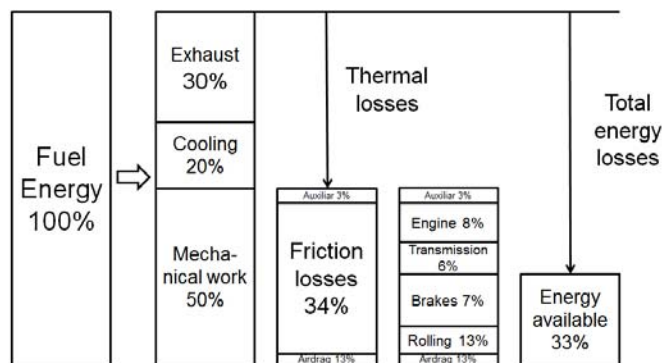 Fuel
Energy
100%
Exhaust
30%
Cooling
20%
Mecha-
nical work
50%
Thermal
losses
Auxiliar 3%
Friction
losses
34%
Airdrag 13%
Auxiliar 3%
Engine 8%
Transmission
6%
Brakes 7%
Rolling 13%
Airdrag 13%
Total
energy
losses
Energy
available
33%